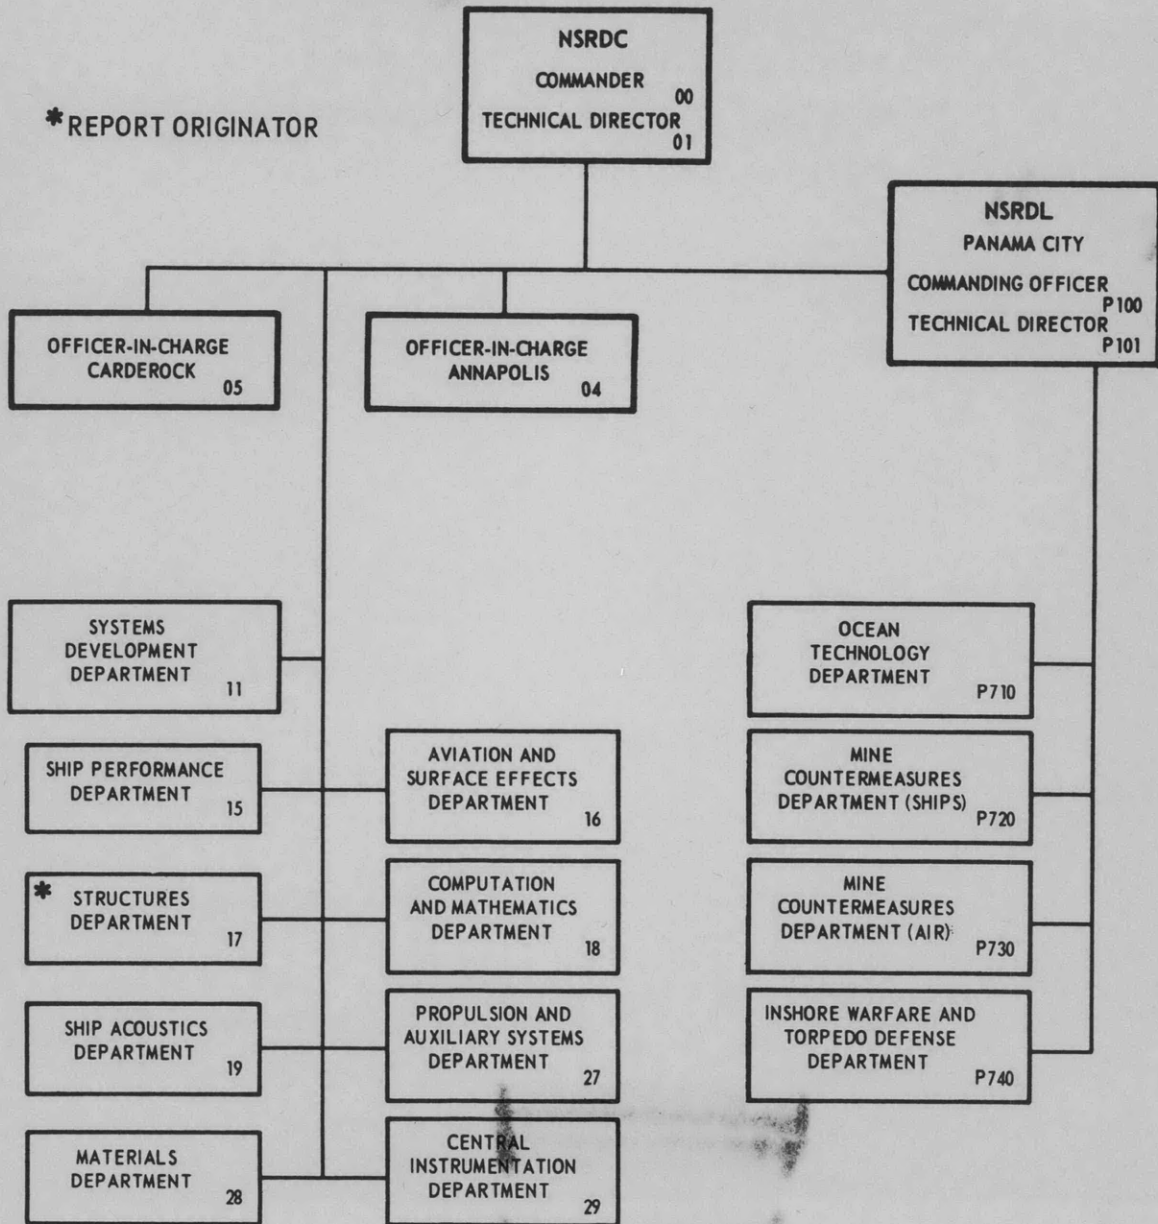 *REPORT ORIGINATOR
NSRDC
COMMANDER
00
TECHNICAL DIRECTOR
01
NSRDL
PANAMA CITY
COMMANDING OFFICER
P100
TECHNICAL DIRECTOR
P101
OFFICER-IN-CHARGE
CARDEROCK
05
OFFICER-IN-CHARGE
ANNAPOLIS
04
SYSTEMS
DEVELOPMENT
DEPARTMENT
11
SHIP PERFORMANCE
DEPARTMENT
15
AVIATION AND
SURFACE EFFECTS
DEPARTMENT
16
* STRUCTURES
DEPARTMENT
17
COMPUTATION
AND MATHEMATICS
DEPARTMENT
18
SHIP ACOUSTICS
DEPARTMENT
19
PROPULSION AND
AUXILIARY SYSTEMS
DEPARTMENT
27
MATERIALS
DEPARTMENT
28
CENTRAL
INSTRUMENTATION
DEPARTMENT
29
OCEAN
TECHNOLOGY
DEPARTMENT
P710
MINE
COUNTERMEASURES
DEPARTMENT (SHIPS)
P720
MINE
COUNTERMEASURES
DEPARTMENT (AIR)
P730
INSHORE WARFARE AND
TORPEDO DEFENSE
DEPARTMENT
P740